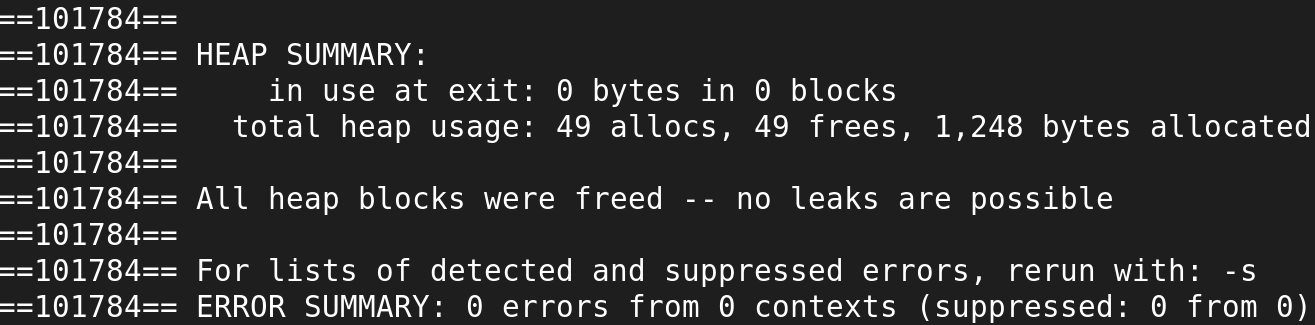 ==101784==
==101784== HEAP SUMMARY:
==101784==     in use at exit: 0 bytes in 0 blocks
==101784==   total heap usage: 49 allocs, 49 frees, 1,248 bytes allocated
==101784==
==101784== All heap blocks were freed -- no leaks are possible
==101784==
==101784== For lists of detected and suppressed errors, rerun with: -s
==101784== ERROR SUMMARY: 0 errors from 0 contexts (suppressed: 0 from 0)